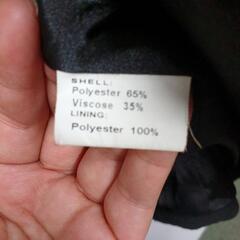 SHELL:
Polyester 65%
Viscose 35%
LINING:
Polyester 100%